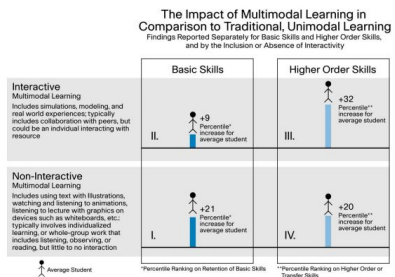 The Impact of Multimodal Learning in
Comparison to Traditional, Unimodal Learning
Findings Reported Separately for Basic Skills and Higher Order Skills,
and by the Inclusion or Absence of Interactivity
Basic Skills
Higher Order Skills
Interactive
Multimodal Learning
Includes simulations, modeling, and
real world experiences; typically
includes collaboration with peers, but
could be an individual interacting with
resource
II.
+9
Percentile*
increase for
average student
III.
+32
Percentile**
increase for
average student
Non-Interactive
Multimodal Learning
Includes using text with Illustrations,
watching and listening to animations,
listening to lecture with graphics on
devices such as whiteboards, etc.;
typically involves individualized
learning, or whole-group work that
includes listening, observing, or
reading, but little to no interaction
I.
+21
Percentile*
increase for
average student
IV.
+20
Percentile**
increase for
average student
Average Student
*Percentile Ranking on Retention of Basic Skills
**Percentile Ranking on Higher Order or
Transfer Skills